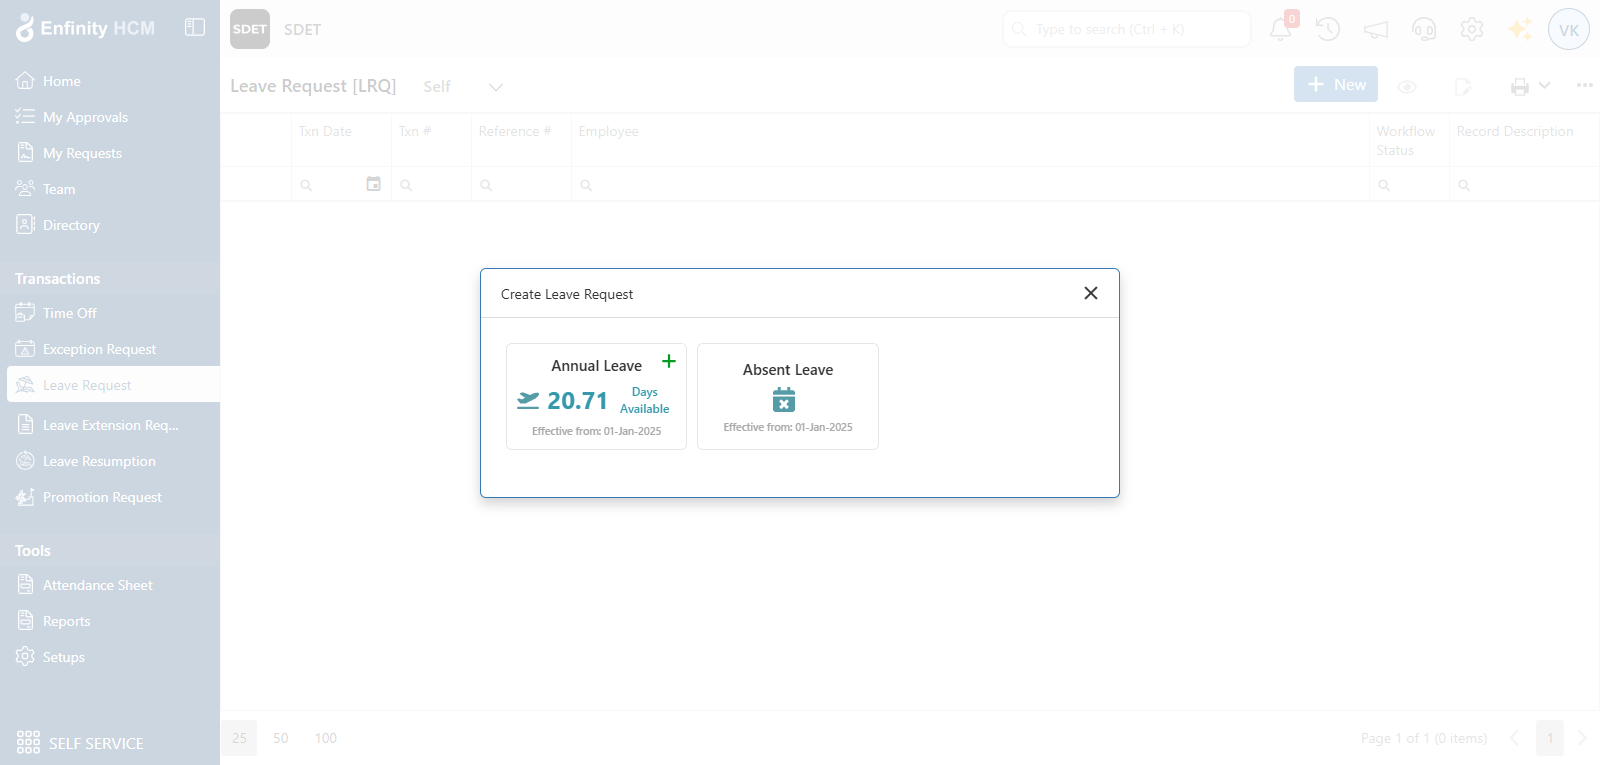 Enfinity HCM
Home
My Approvals
My Requests
Team
Directory
Transactions
Time Off
Exception Request
Leave Request
Leave Extension Req...
Leave Resumption
Promotion Request
Tools
Attendance Sheet
Reports
Setups
SELF SERVICE
SDET SDET
Type to search (Ctrl + K)
0
VK
Leave Request [LRQ] Self
New
Txn Date Txn # Reference # Employee Workflow Status Record Description
Create Leave Request
Annual Leave
20.71 Days Available
Effective from: 01-Jan-2025
Absent Leave
Effective from: 01-Jan-2025
25 50 100
Page 1 of 1 (0 items) 1